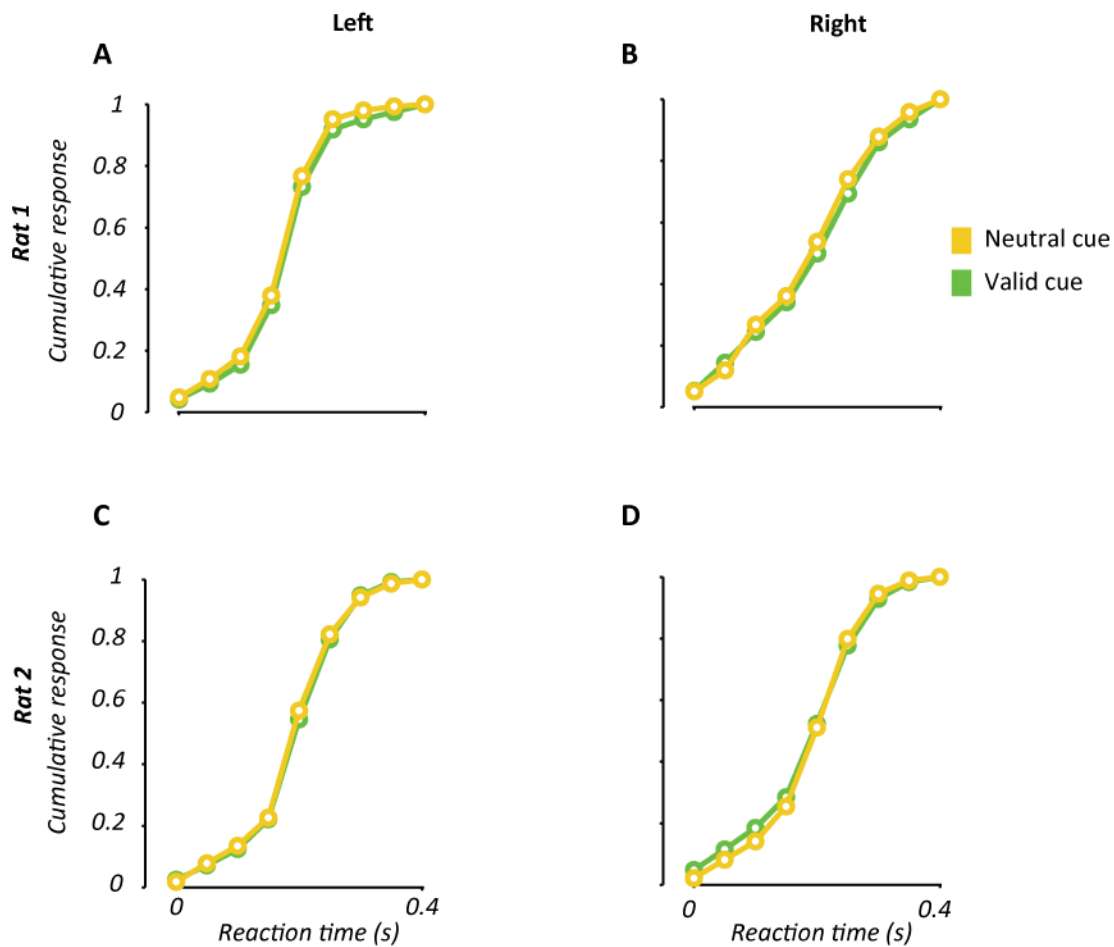 Left
Right
A
B
Rat 1
Cumulative response
1
0.8
0.6
0.4
0.2
0
Neutral cue
Valid cue
C
D
Rat 2
Cumulative response
1
0.8
0.6
0.4
0.2
0
0
0.4
Reaction time (s)
0
0.4
Reaction time (s)